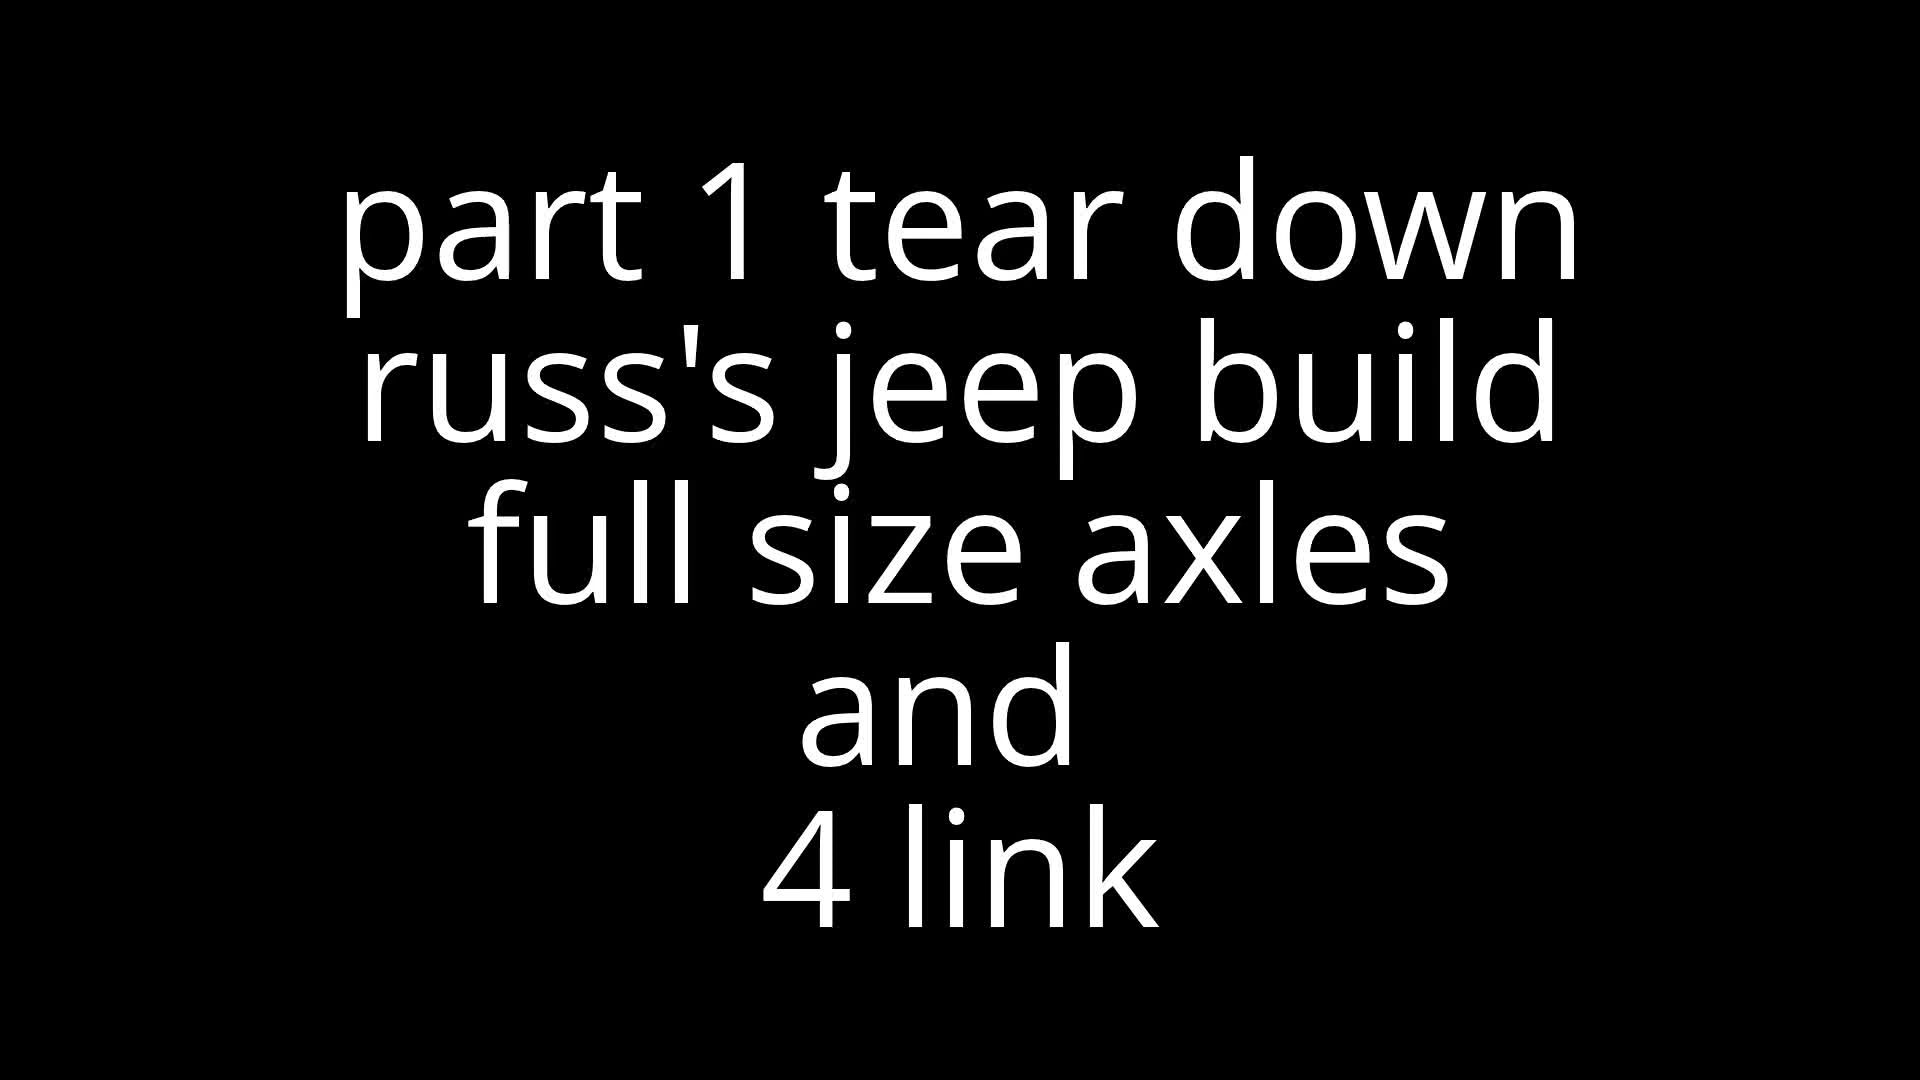 part 1 tear down
russ's jeep build
full size axles
and
4 link